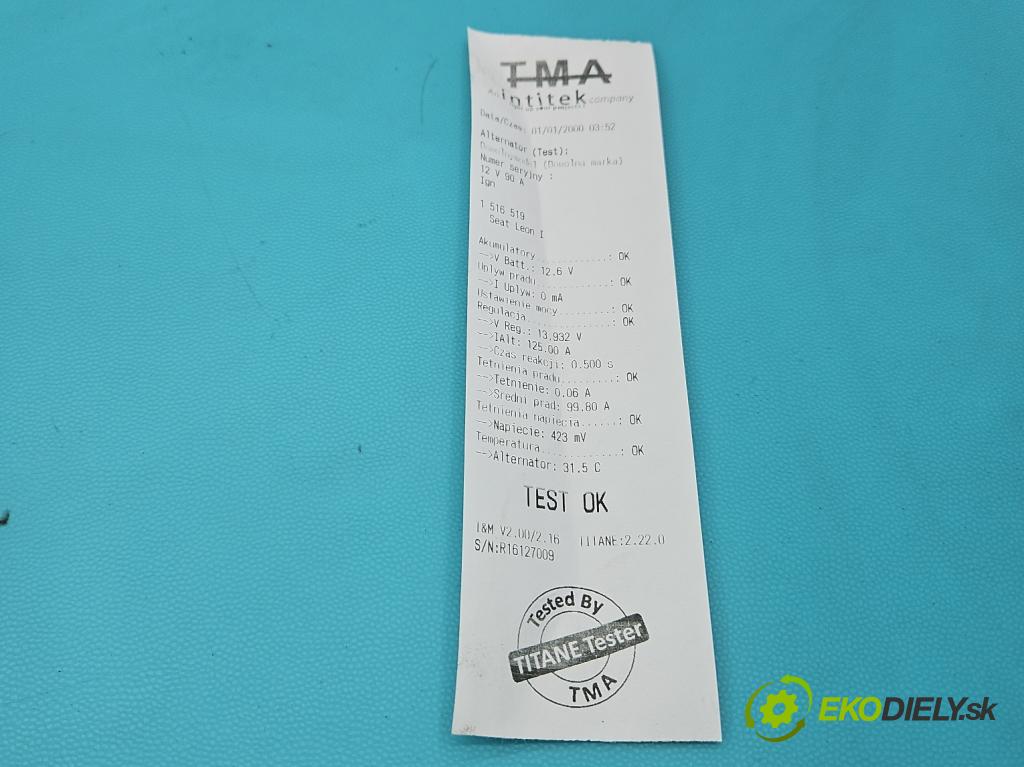 TMA
intitek company
Data/Czas: 01/01/2000 03:52
Alternator (Test):
(Dowolna marka)
Numer seryjny :
12 V 90 A
Ign
1 516 519
Seat Leon I
Akumulatory...........: OK
-->V Batt.: 12.6 V
Uplyw pradu...........: OK
-->I Uplyw: 0 mA
Ustawienie mocy........: OK
Regulacja.............: OK
-->V Reg.: 13.932 V
-->IAlt: 125.00 A
-->Czas reakcji: 0.500 s
Tetnienia pradu.........: OK
-->Tetnienie: 0.06 A
-->Sredni prad: 99.80 A
Tetnienia napiecia......: OK
-->Napiecie: 423 mV
Temperatura............: OK
-->Alternator: 31.5 C
TEST OK
I&M V2.00/2.16 TITANE:2.22.0
S/N:R16127009
Tested By
TITANE Tester
TMA
EKODIELY.sk